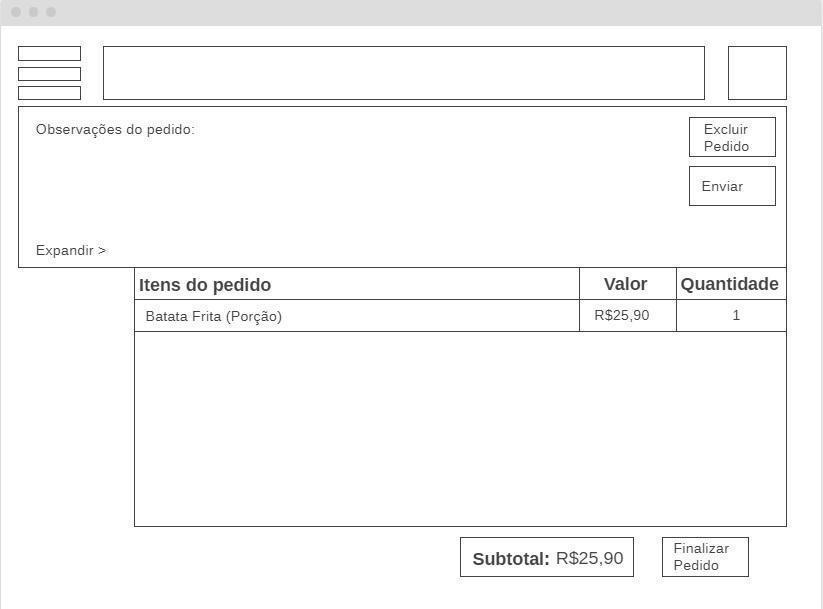 Observações do pedido:
Excluir
Pedido
Enviar
Expandir >
Itens do pedido Valor Quantidade
Batata Frita (Porção) R$25,90 1
Subtotal: R$25,90
Finalizar
Pedido